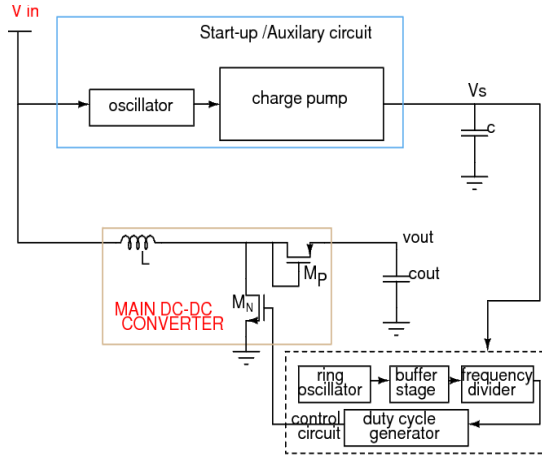 V in
Start-up /Auxilary circuit
oscillator
charge pump
Vs
c
L
MP
vout
cout
MN
MAIN DC-DC
CONVERTER
ring
oscillator
buffer
stage
frequency
divider
control
circuit
duty cycle
generator